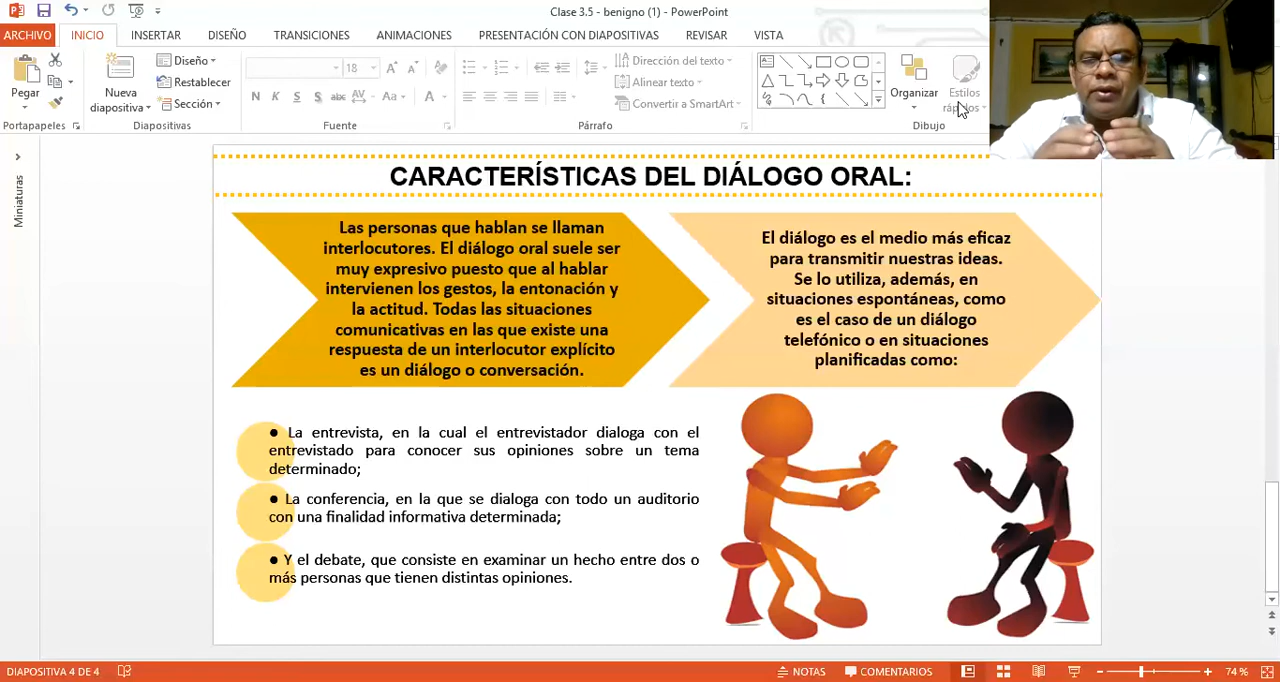 Clase 3.5 - benigno (1) - PowerPoint
ARCHIVO INICIO INSERTAR DISEÑO TRANSICIONES ANIMACIONES PRESENTACIÓN CON DIAPOSITIVAS REVISAR VISTA
Pegar
Nueva
diapositiva
Diseño
Restablecer
Sección
18
N K S S abc AV Aa A
Dirección del texto
Alinear texto
Convertir a SmartArt
Organizar
Estilos
rápidos
Portapapeles
Diapositivas
Fuente
Párrafo
Dibujo
Miniaturas
CARACTERÍSTICAS DEL DIÁLOGO ORAL:
Las personas que hablan se llaman
interlocutores. El diálogo oral suele ser
muy expresivo puesto que al hablar
intervienen los gestos, la entonación y
la actitud. Todas las situaciones
comunicativas en las que existe una
respuesta de un interlocutor explícito
es un diálogo o conversación.
El diálogo es el medio más eficaz
para transmitir nuestras ideas.
Se lo utiliza, además, en
situaciones espontáneas, como
es el caso de un diálogo
telefónico o en situaciones
planificadas como:
● La entrevista, en la cual el entrevistador dialoga con el
entrevistado para conocer sus opiniones sobre un tema
determinado;
● La conferencia, en la que se dialoga con todo un auditorio
con una finalidad informativa determinada;
● Y el debate, que consiste en examinar un hecho entre dos o
más personas que tienen distintas opiniones.
DIAPOSITIVA 4 DE 4
NOTAS
COMENTARIOS
74 %